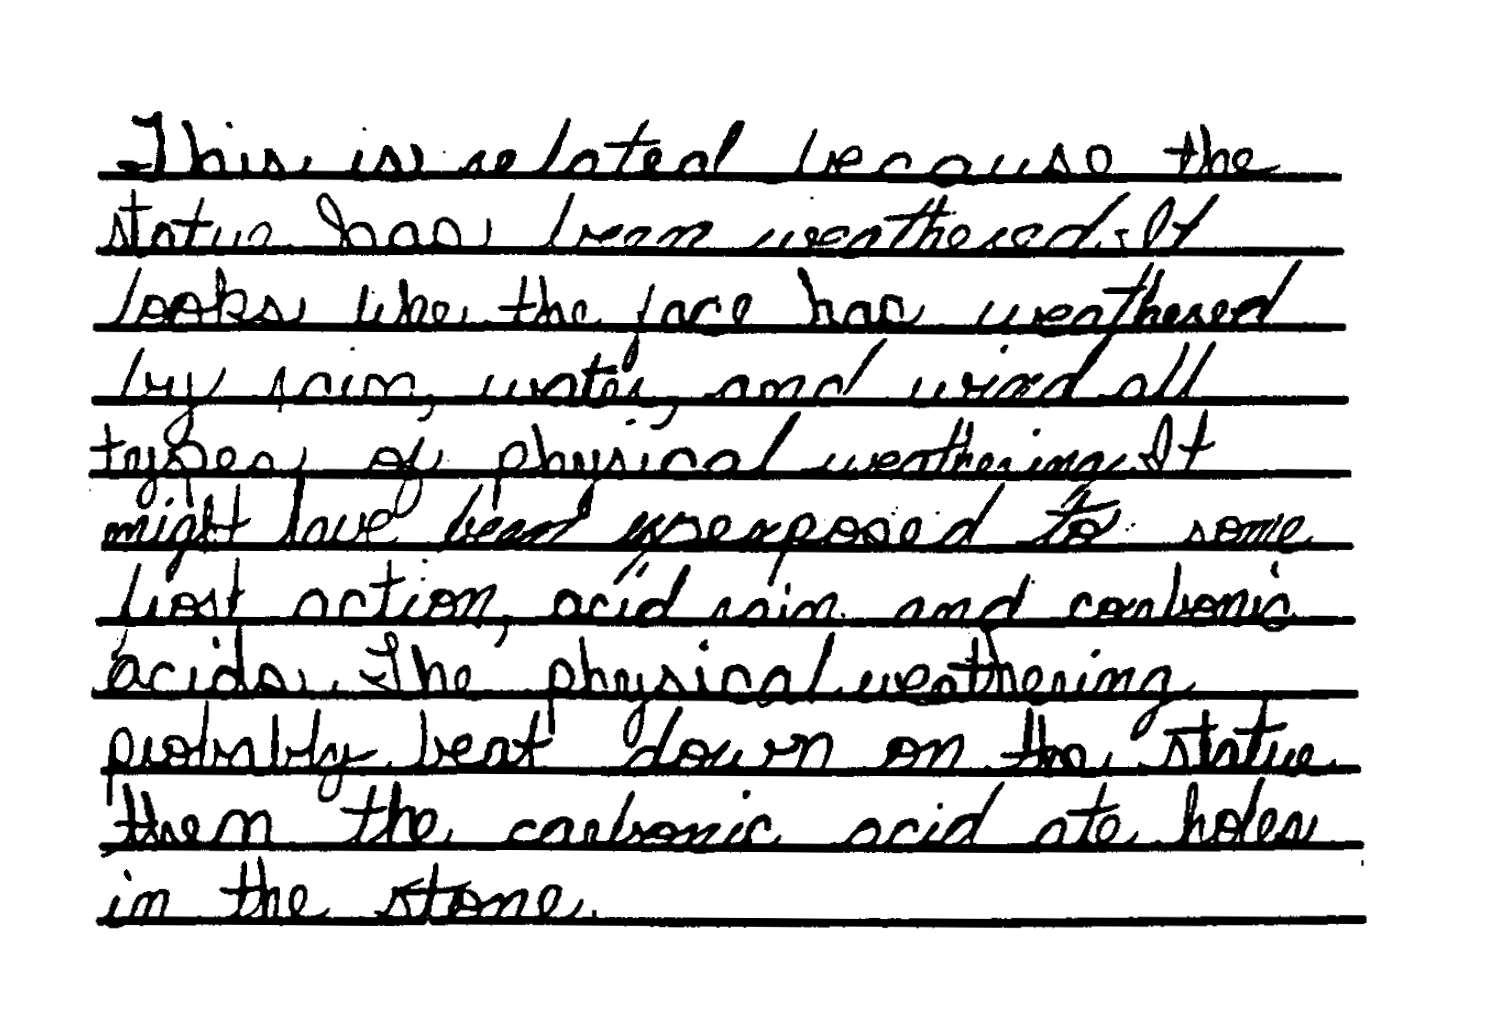 This is related because the
statue has been weathered. It
looks like the face has weathered
by rain, water, and wind all
types of physical weathering. It
might have been exposed to some
frost action, acid rain and carbonic
acids. The physical weathering
probably beat down on the statue
then the carbonic acid ate holes
in the stone.